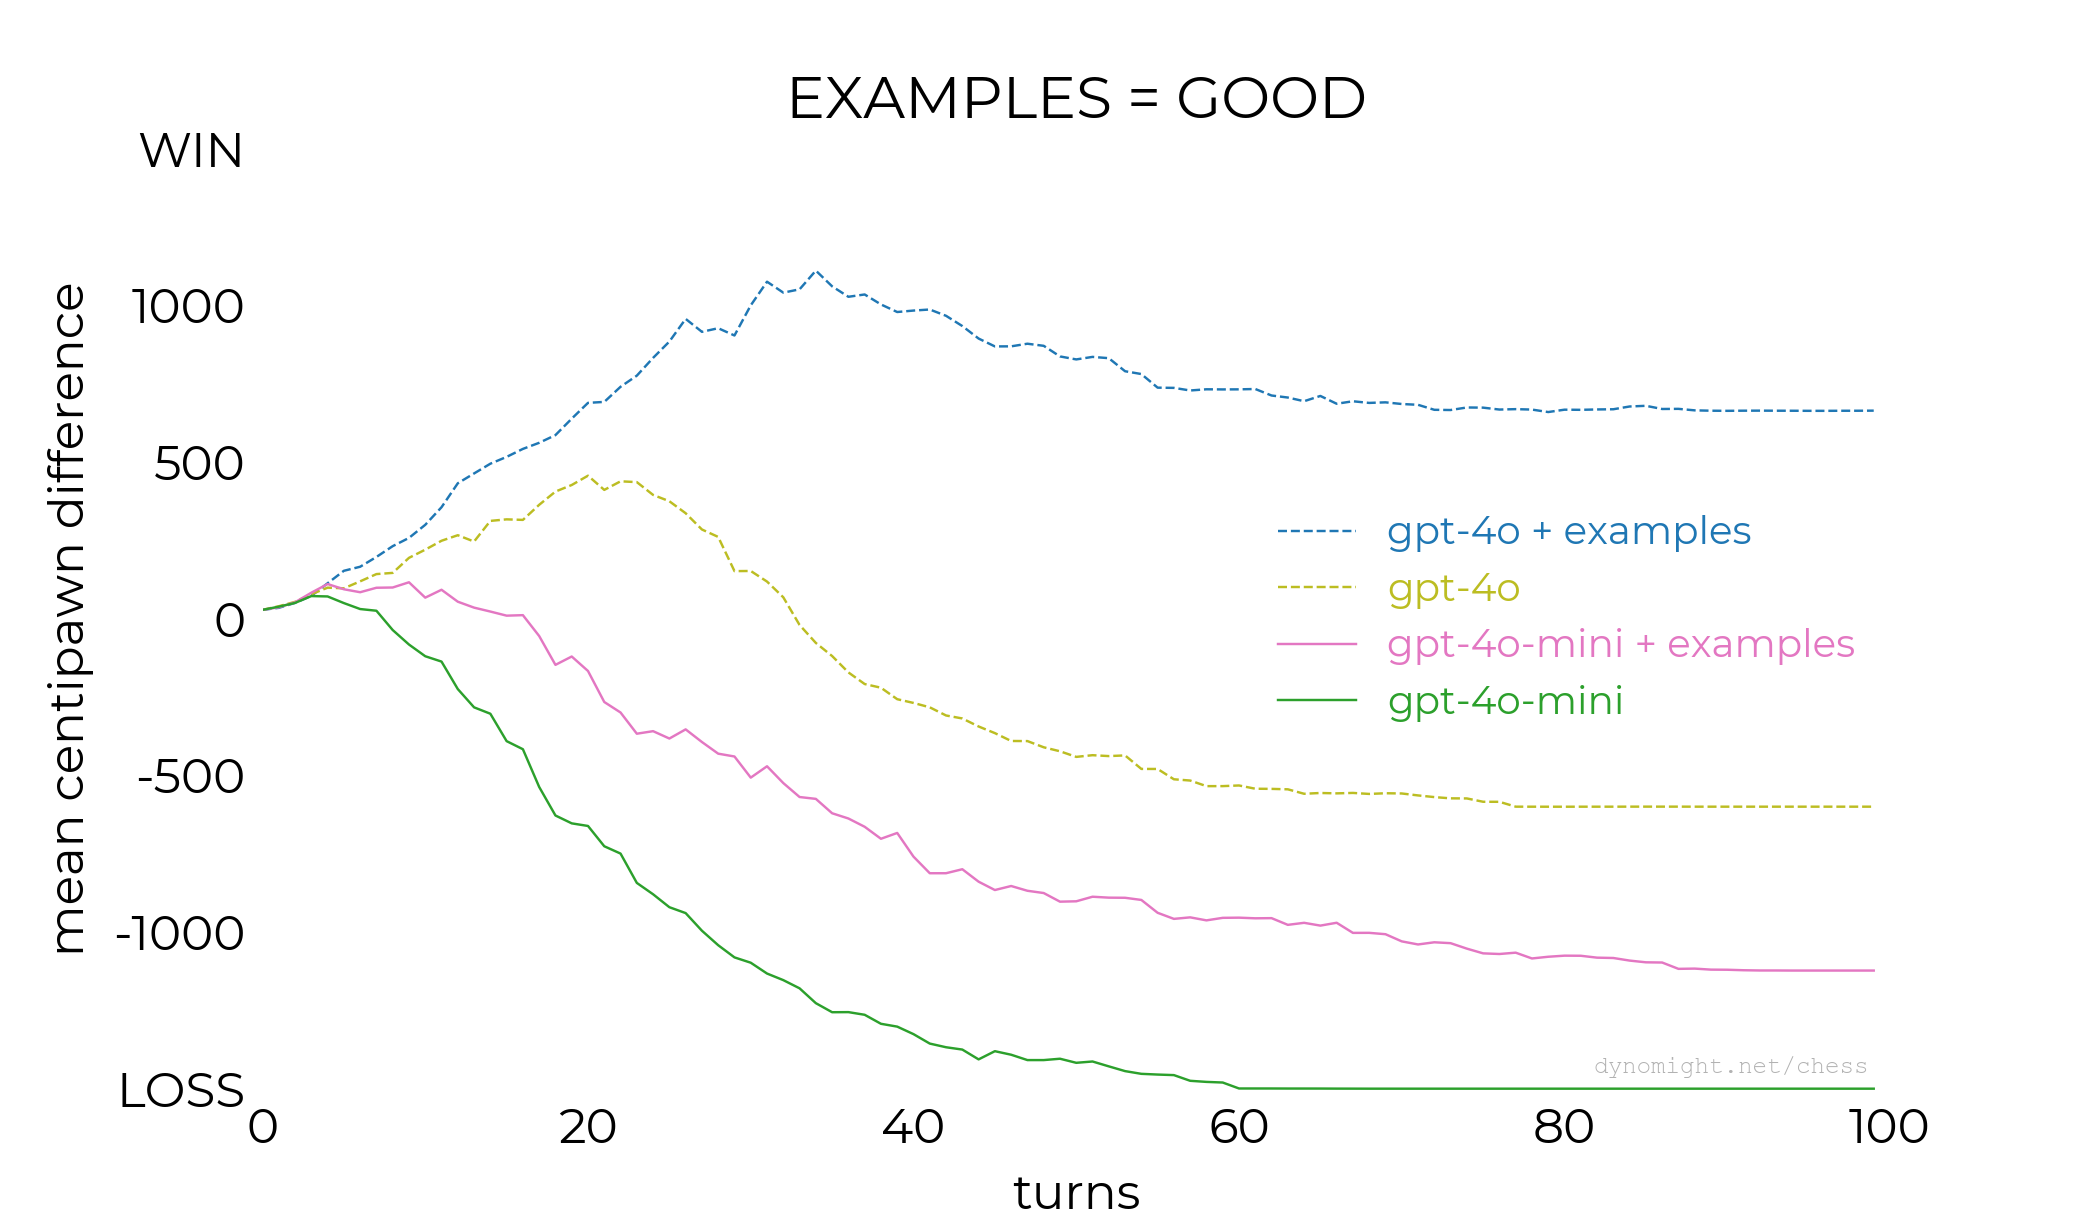 EXAMPLES = GOOD
WIN
1000
500
0
-500
-1000
LOSS
mean centipawn difference
gpt-4o + examples
gpt-4o
gpt-4o-mini + examples
gpt-4o-mini
dynomight.net/chess
0 20 40 60 80 100
turns